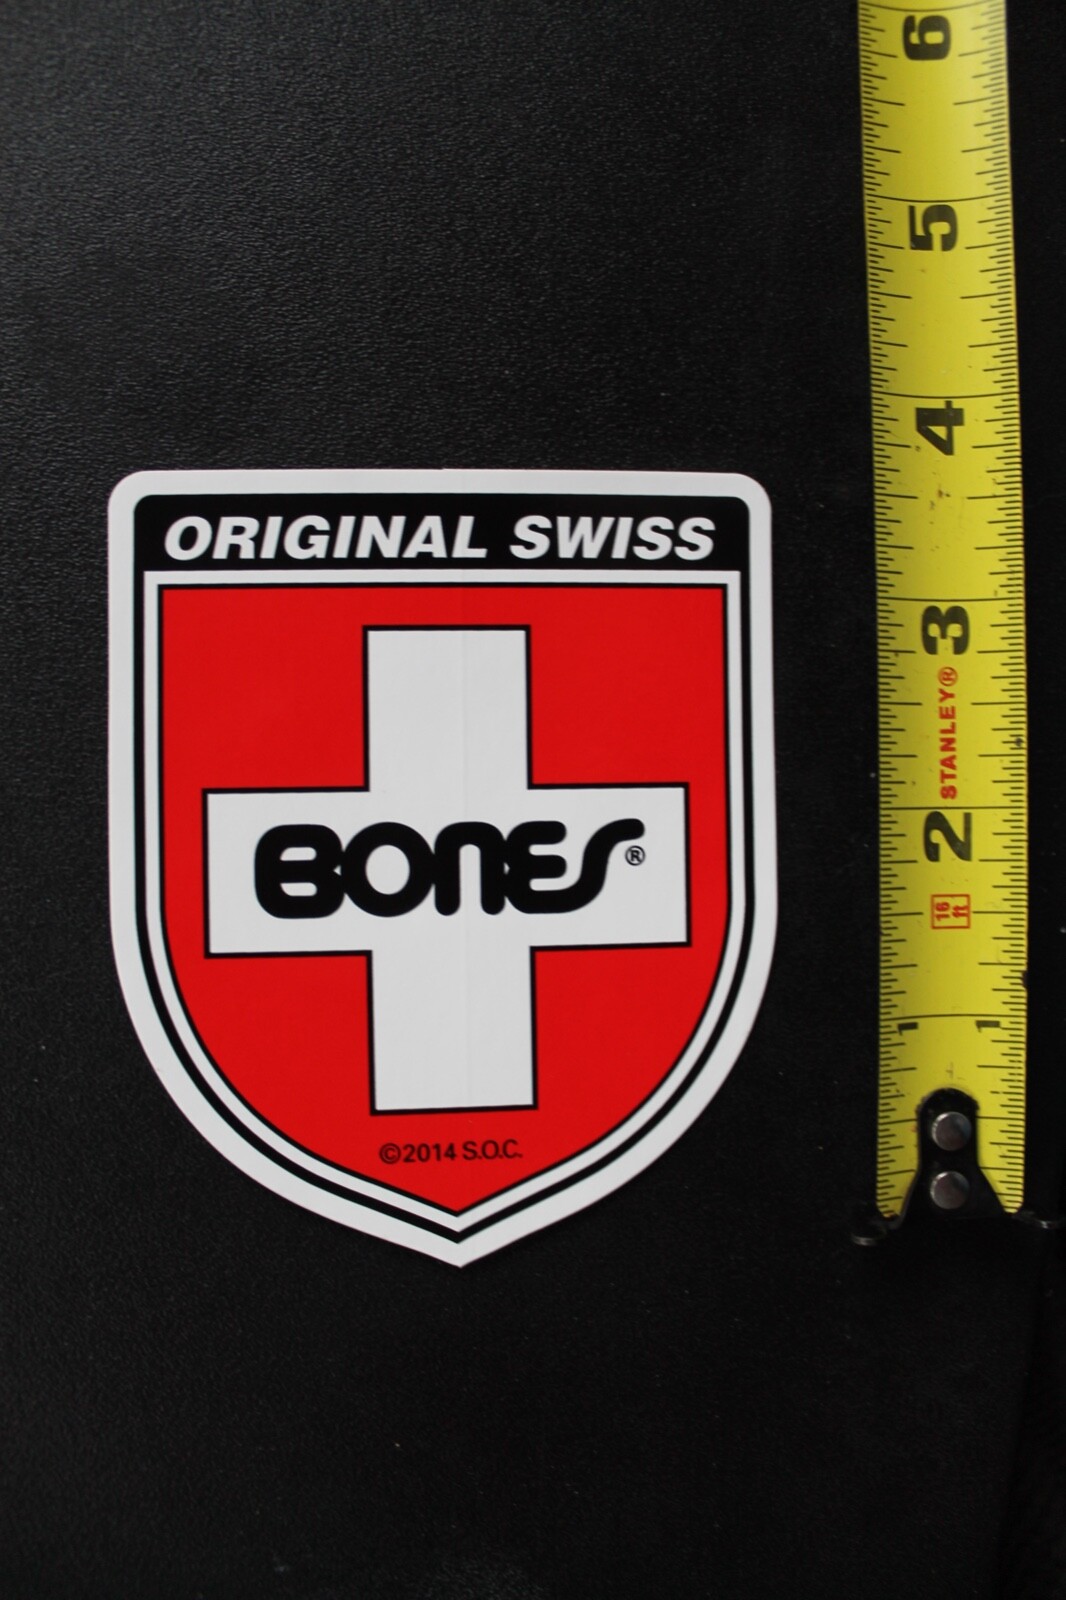 6
5
4
ORIGINAL SWISS
3
STANLEY®
2
BONES®
16 ft
1 1
©2014 S.O.C.